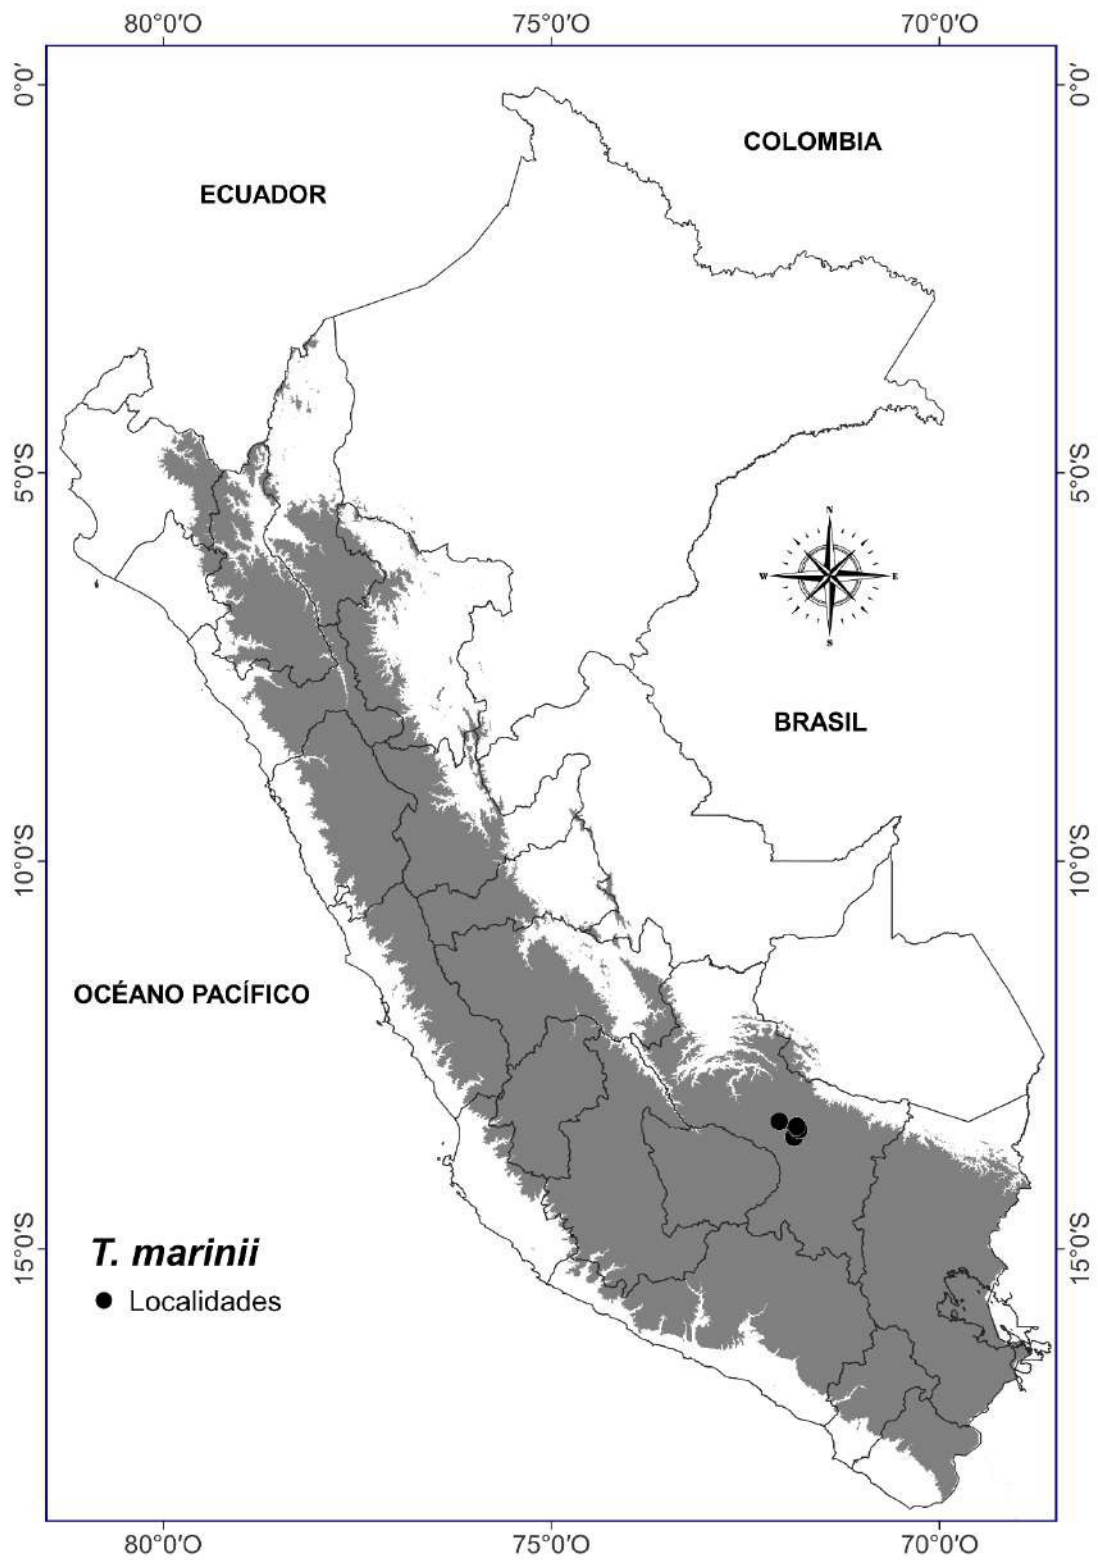 80°0'O 75°0'O 70°0'O
0°0' 0°0'
COLOMBIA
ECUADOR
5°0'S 5°0'S
N
W E
S
BRASIL
10°0'S 10°0'S
OCÉANO PACÍFICO
15°0'S 15°0'S
T. marinii
Localidades
80°0'O 75°0'O 70°0'O